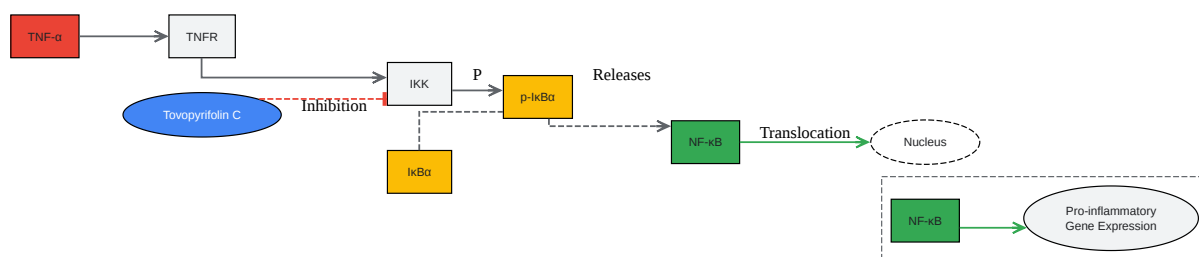 TNF-α
TNFR
IKK
P
p-IκBα
Releases
Tovopyrifolin C
Inhibition
IκBα
NF-κB
Translocation
Nucleus
NF-κB
Pro-inflammatory
Gene Expression